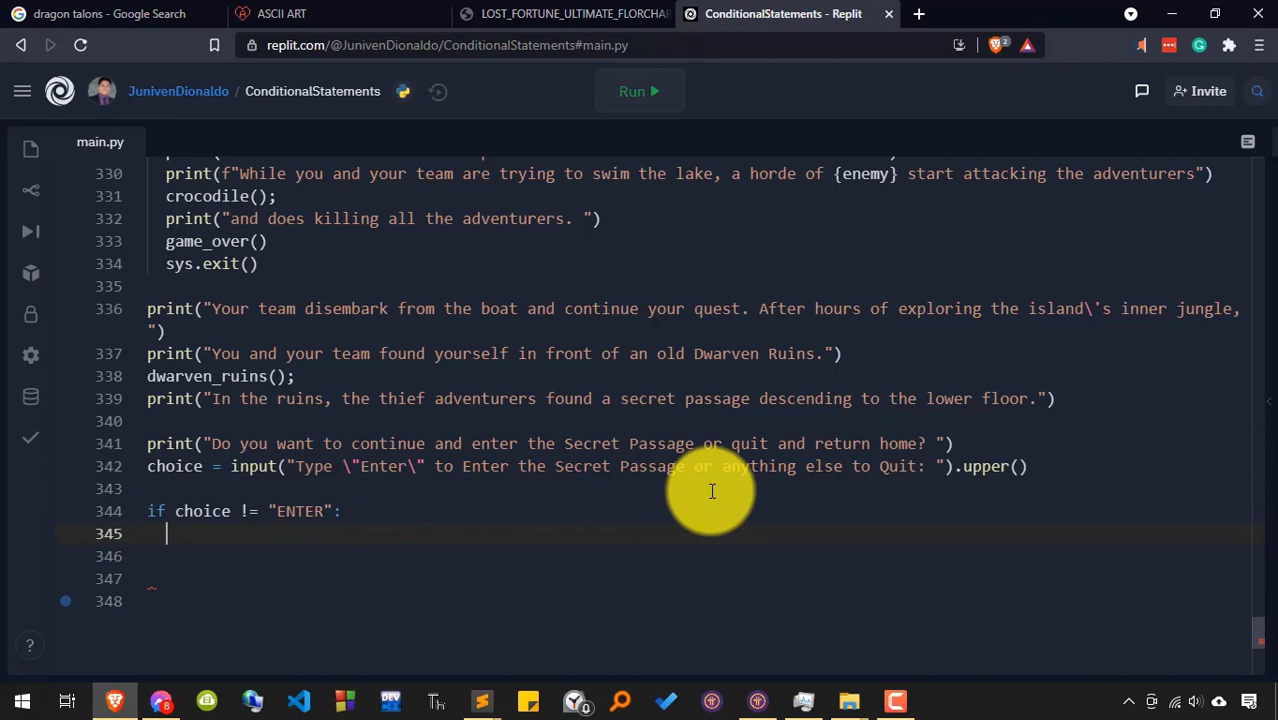 dragon talons - Google Search
ASCII ART
LOST_FORTUNE_ULTIMATE_FLORCHAR
ConditionalStatements - Replit
replit.com/@JunivenDionaldo/ConditionalStatements#main.py
2
JunivenDionaldo / ConditionalStatements
Run
Invite
main.py
330 print(f"While you and your team are trying to swim the lake, a horde of {enemy} start attacking the adventurers")
331 crocodile();
332 print("and does killing all the adventurers. ")
333 game_over()
334 sys.exit()
335
336 print("Your team disembark from the boat and continue your quest. After hours of exploring the island\'s inner jungle,
")
337 print("You and your team found yourself in front of an old Dwarven Ruins.")
338 dwarven_ruins();
339 print("In the ruins, the thief adventurers found a secret passage descending to the lower floor.")
340
341 print("Do you want to continue and enter the Secret Passage or quit and return home? ")
342 choice = input("Type \"Enter\" to Enter the Secret Passage or anything else to Quit: ").upper()
343
344 if choice != "ENTER":
345
346
347
348
?
8
DEV